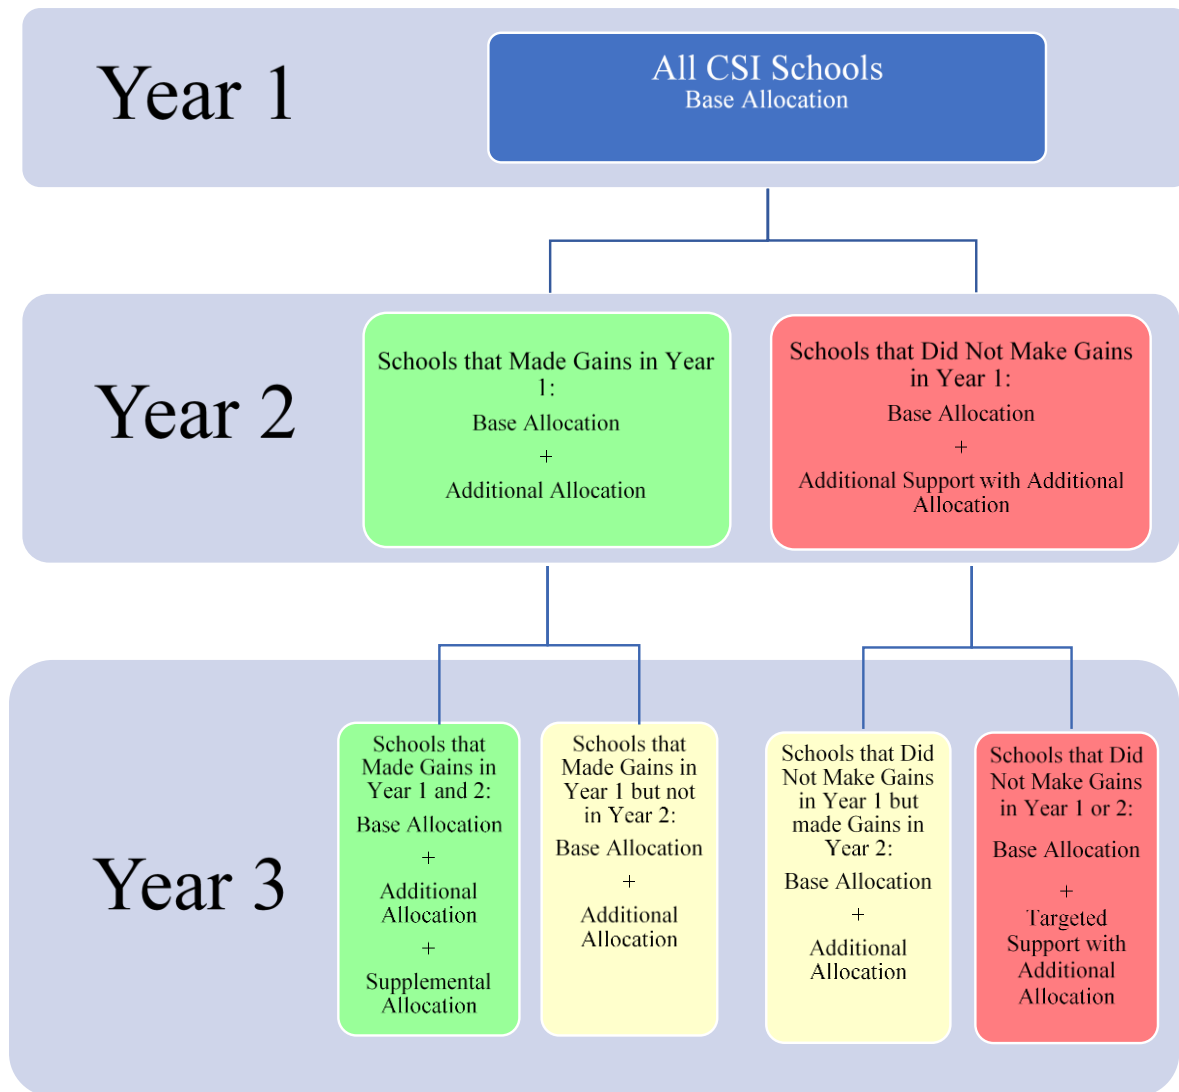 Year 1
All CSI Schools
Base Allocation
Year 2
Schools that Made Gains in Year
1:
Base Allocation
+
Additional Allocation
Schools that Did Not Make Gains
in Year 1:
Base Allocation
+
Additional Support with Additional
Allocation
Year 3
Schools that
Made Gains in
Year 1 and 2:
Base Allocation
+
Additional
Allocation
+
Supplemental
Allocation
Schools that
Made Gains in
Year 1 but not
in Year 2:
Base Allocation
+
Additional
Allocation
Schools that Did
Not Make Gains
in Year 1 but
made Gains in
Year 2:
Base Allocation
+
Additional
Allocation
Schools that Did
Not Make Gains
in Year 1 or 2:
Base Allocation
+
Targeted
Support with
Additional
Allocation